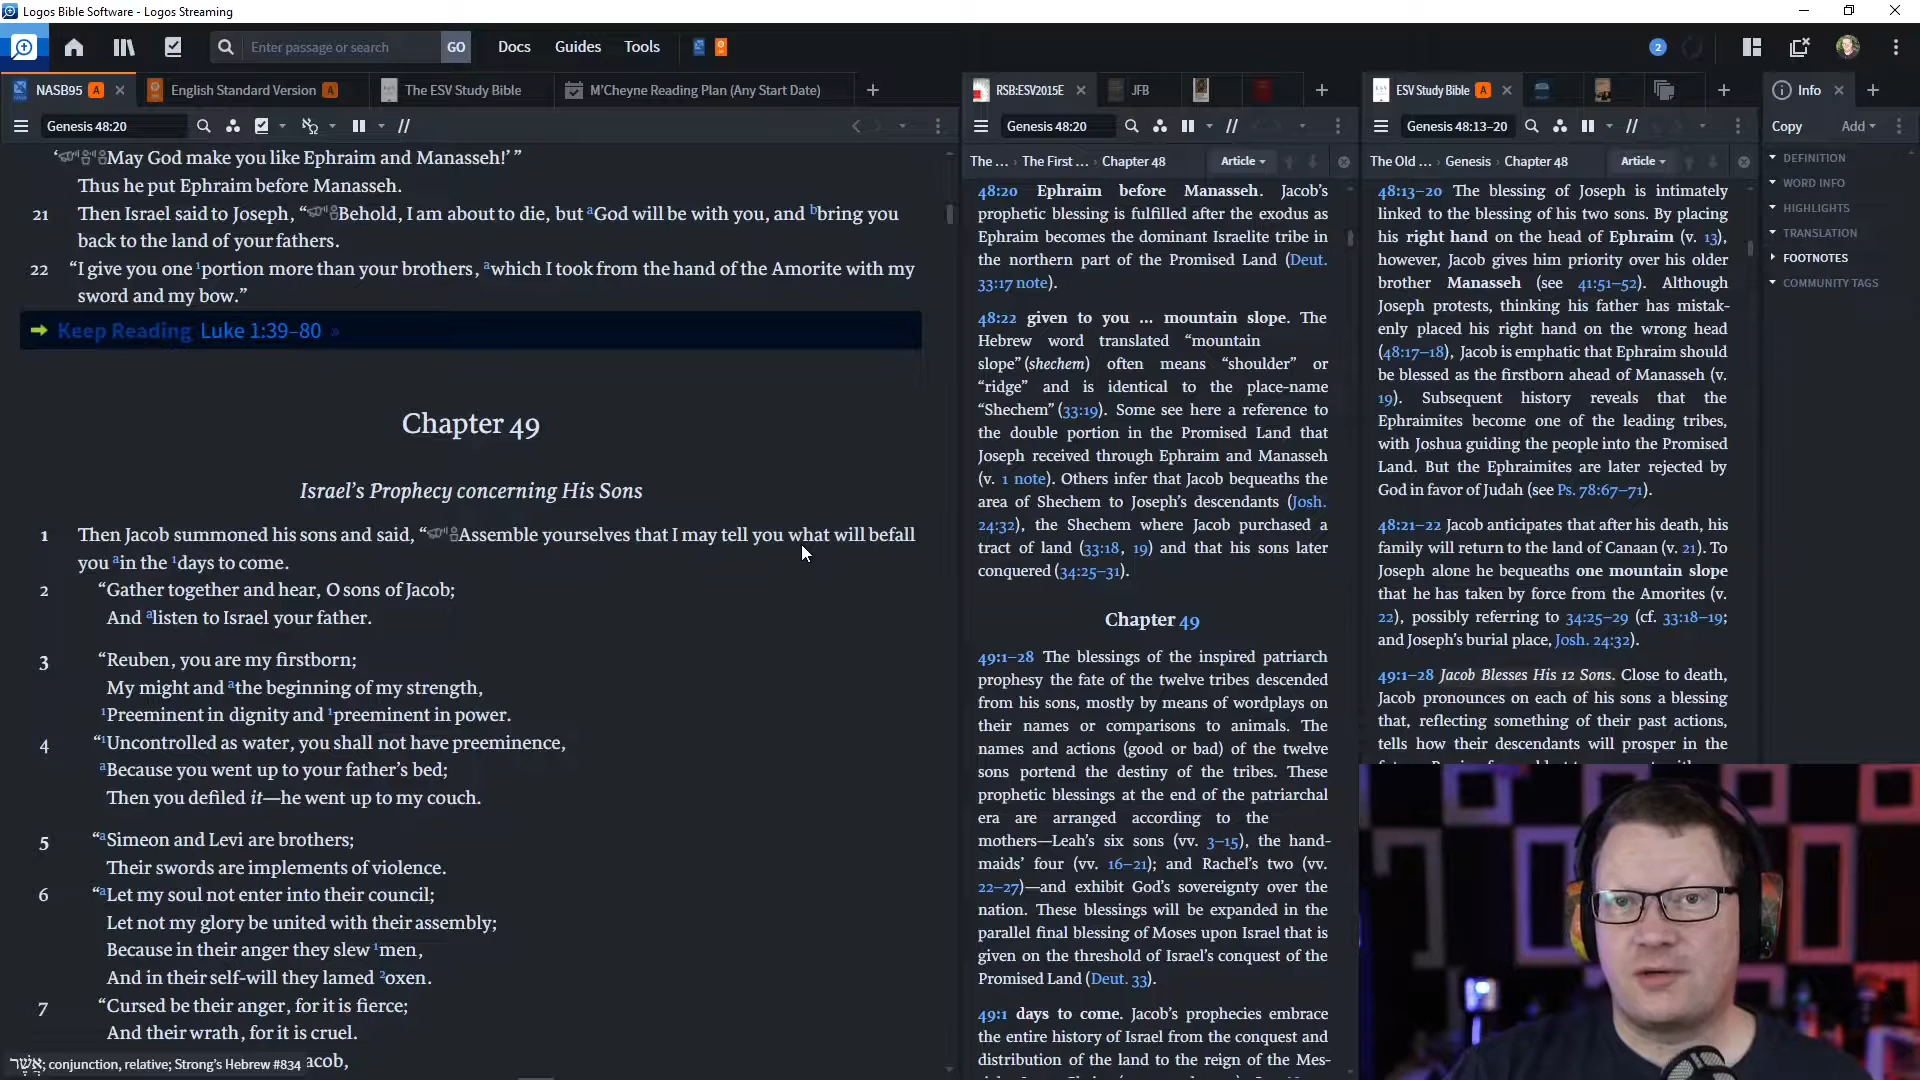 Logos Bible Software - Logos Streaming
Enter passage or search
GO
Docs
Guides
Tools
2
NASB95 A
English Standard Version A
The ESV Study Bible
M'Cheyne Reading Plan (Any Start Date)
Genesis 48:20
‘May God make you like Ephraim and Manasseh!’ ”
Thus he put Ephraim before Manasseh.
21 Then Israel said to Joseph, “Behold, I am about to die, but aGod will be with you, and bbring you
back to the land of your fathers.
22 “I give you one 1portion more than your brothers, awhich I took from the hand of the Amorite with my
sword and my bow.”
Keep Reading Luke 1:39–80 »
Chapter 49
Israel’s Prophecy concerning His Sons
1 Then Jacob summoned his sons and said, “Assemble yourselves that I may tell you what will befall
you ain the 1days to come.
2 “Gather together and hear, O sons of Jacob;
And alisten to Israel your father.
3 “Reuben, you are my firstborn;
My might and athe beginning of my strength,
1Preeminent in dignity and 1preeminent in power.
4 “1Uncontrolled as water, you shall not have preeminence,
aBecause you went up to your father’s bed;
Then you defiled it—he went up to my couch.
5 “aSimeon and Levi are brothers;
Their swords are implements of violence.
6 “aLet my soul not enter into their council;
Let not my glory be united with their assembly;
Because in their anger they slew 1men,
And in their self-will they lamed 2oxen.
7 “Cursed be their anger, for it is fierce;
And their wrath, for it is cruel.
acob,
אֲשֶׁר; conjunction, relative; Strong's Hebrew #834
RSB:ESV2015E
JFB
Genesis 48:20
The ... › The First ... › Chapter 48
Article
48:20 Ephraim before Manasseh. Jacob’s
prophetic blessing is fulfilled after the exodus as
Ephraim becomes the dominant Israelite tribe in
the northern part of the Promised Land (Deut.
33:17 note).
48:22 given to you ... mountain slope. The
Hebrew word translated “mountain
slope” (shechem) often means “shoulder” or
“ridge” and is identical to the place-name
“Shechem” (33:19). Some see here a reference to
the double portion in the Promised Land that
Joseph received through Ephraim and Manasseh
(v. 1 note). Others infer that Jacob bequeaths the
area of Shechem to Joseph’s descendants (Josh.
24:32), the Shechem where Jacob purchased a
tract of land (33:18, 19) and that his sons later
conquered (34:25–31).
Chapter 49
49:1–28 The blessings of the inspired patriarch
prophesy the fate of the twelve tribes descended
from his sons, mostly by means of wordplays on
their names or comparisons to animals. The
names and actions (good or bad) of the twelve
sons portend the destiny of the tribes. These
prophetic blessings at the end of the patriarchal
era are arranged according to the
mothers—Leah’s six sons (vv. 3–15), the hand-
maids’ four (vv. 16–21); and Rachel’s two (vv.
22–27)—and exhibit God’s sovereignty over the
nation. These blessings will be expanded in the
parallel final blessing of Moses upon Israel that is
given on the threshold of Israel’s conquest of the
Promised Land (Deut. 33).
49:1 days to come. Jacob’s prophecies embrace
the entire history of Israel from the conquest and
distribution of the land to the reign of the Mes-
ESV Study Bible A
Genesis 48:13–20
The Old ... › Genesis › Chapter 48
Article
48:13–20 The blessing of Joseph is intimately
linked to the blessing of his two sons. By placing
his right hand on the head of Ephraim (v. 13),
however, Jacob gives him priority over his older
brother Manasseh (see 41:51–52). Although
Joseph protests, thinking his father has mistak-
enly placed his right hand on the wrong head
(48:17–18), Jacob is emphatic that Ephraim should
be blessed as the firstborn ahead of Manasseh (v.
19). Subsequent history reveals that the
Ephraimites become one of the leading tribes,
with Joshua guiding the people into the Promised
Land. But the Ephraimites are later rejected by
God in favor of Judah (see Ps. 78:67–71).
48:21–22 Jacob anticipates that after his death, his
family will return to the land of Canaan (v. 21). To
Joseph alone he bequeaths one mountain slope
that he has taken by force from the Amorites (v.
22), possibly referring to 34:25–29 (cf. 33:18–19;
and Joseph’s burial place, Josh. 24:32).
49:1–28 Jacob Blesses His 12 Sons. Close to death,
Jacob pronounces on each of his sons a blessing
that, reflecting something of their past actions,
tells how their descendants will prosper in the
Info
Copy
Add
DEFINITION
WORD INFO
HIGHLIGHTS
TRANSLATION
FOOTNOTES
COMMUNITY TAGS